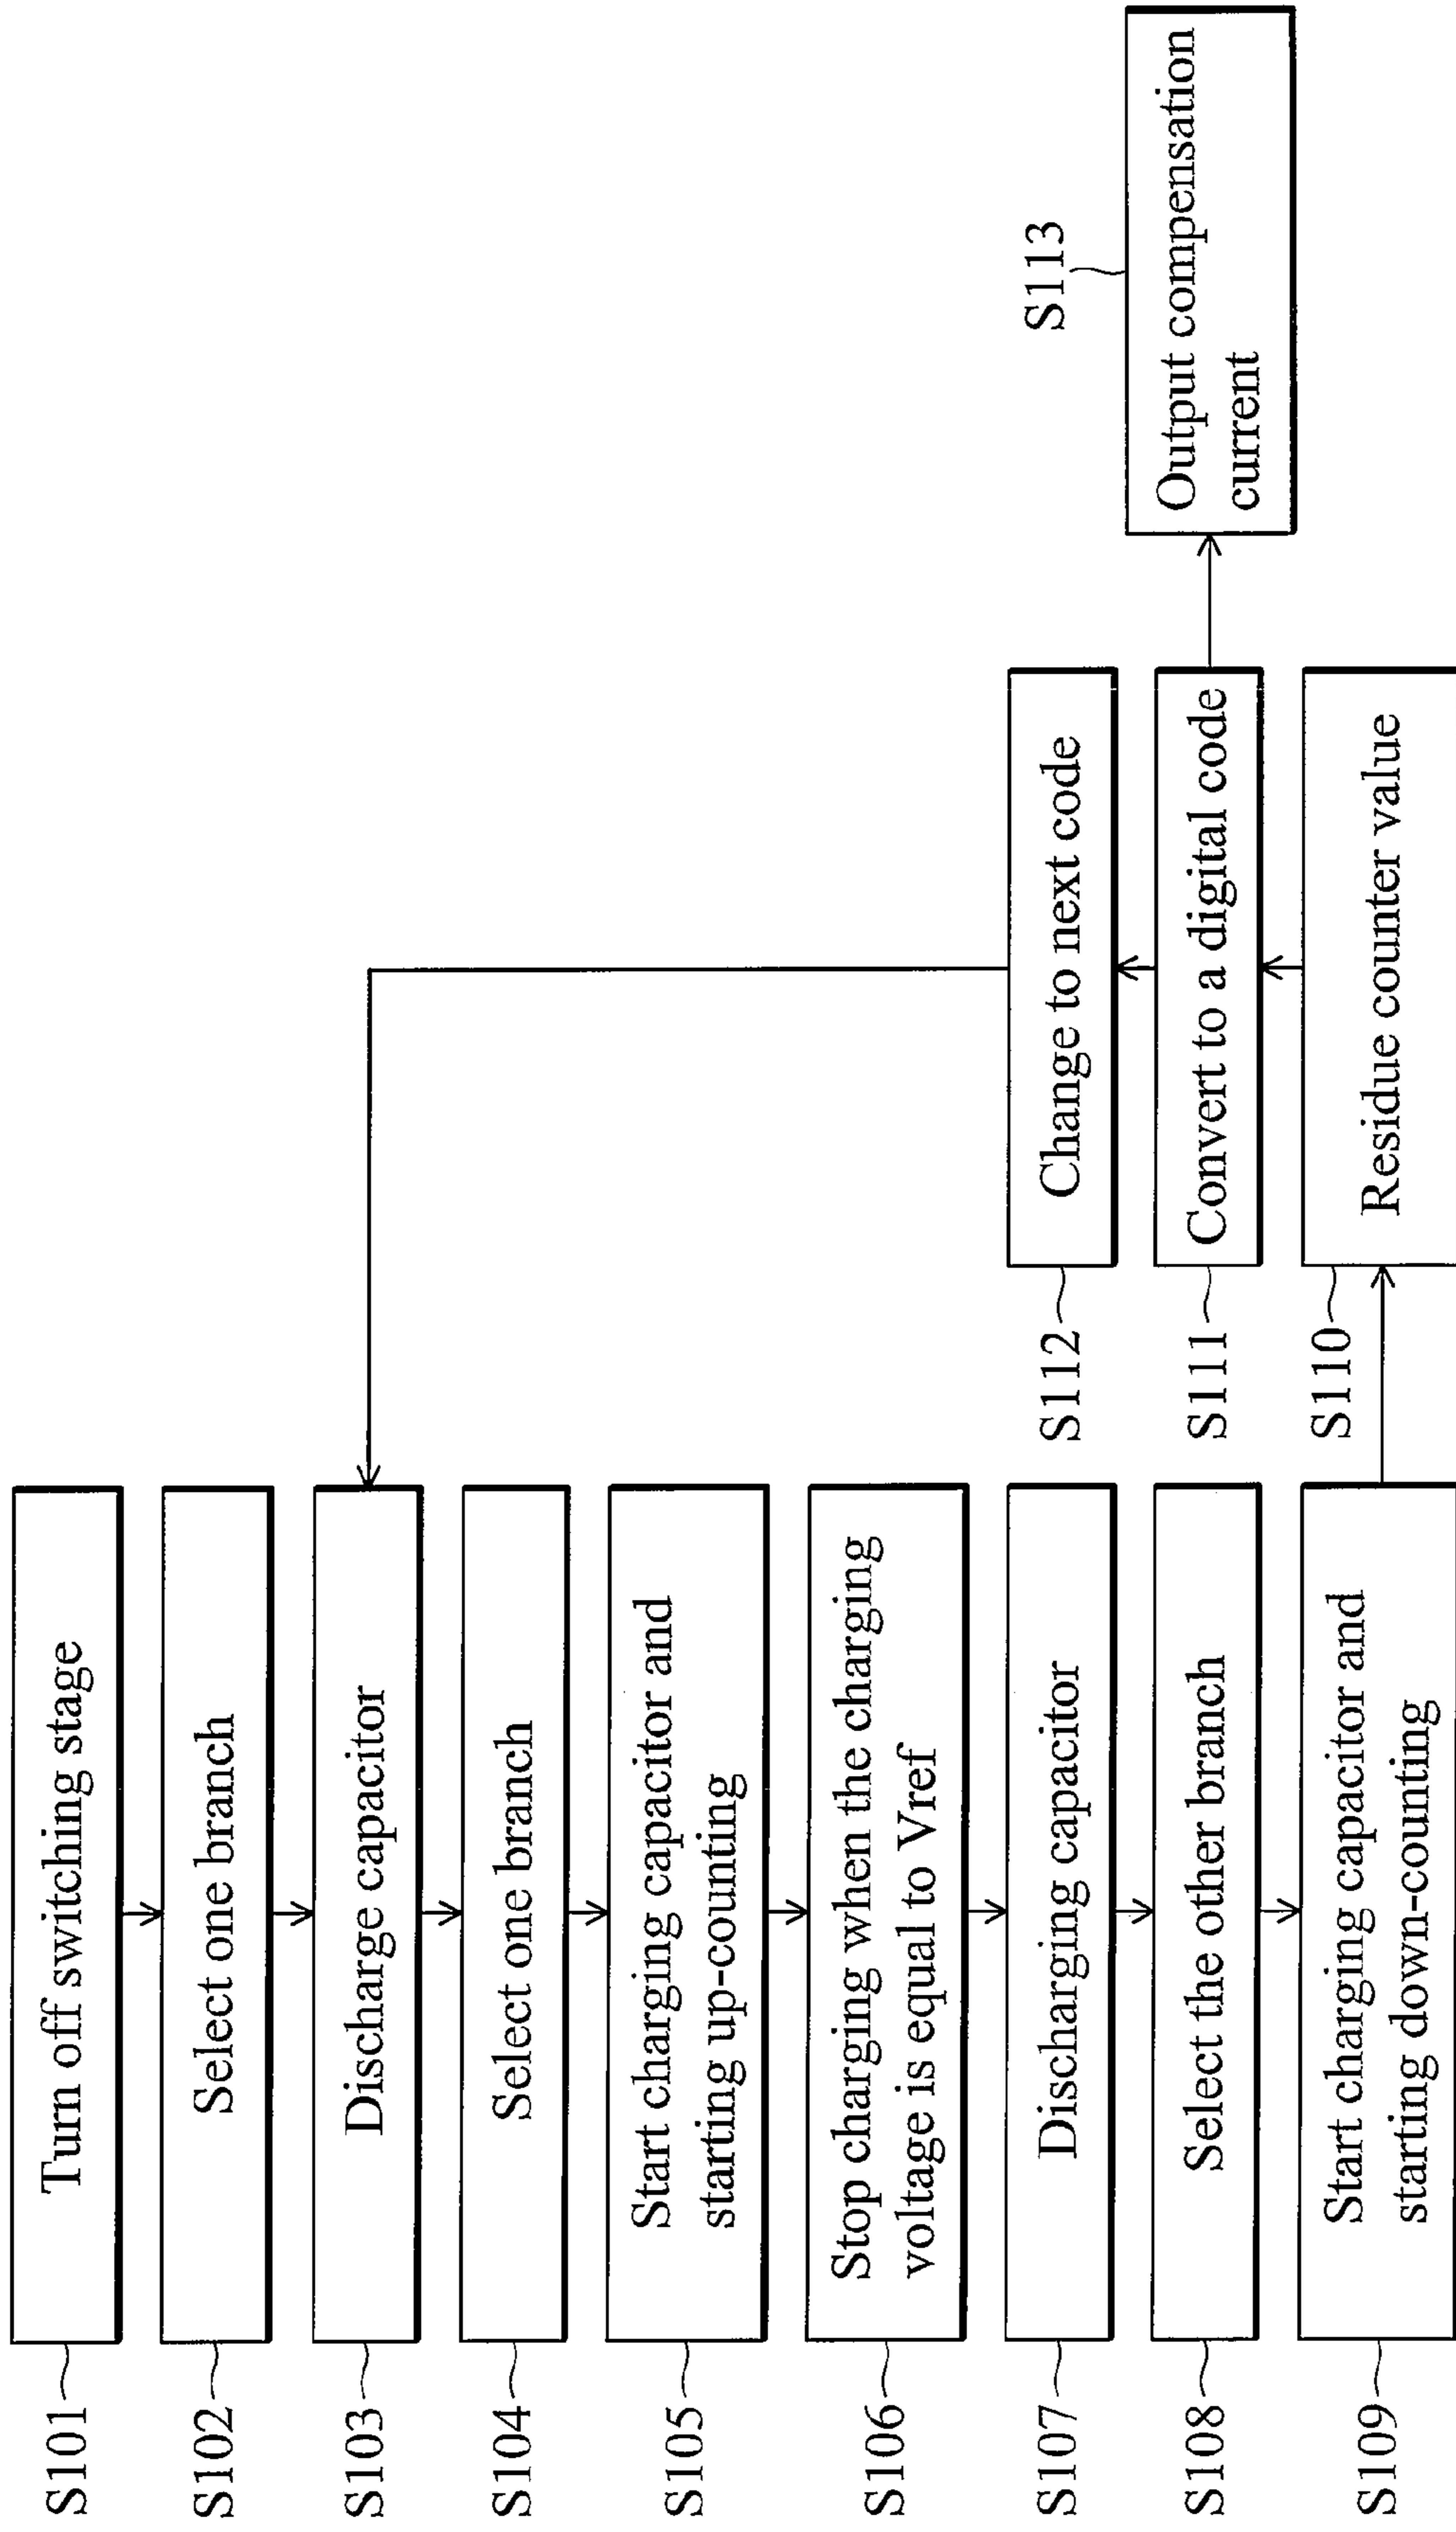 S101
Turn off switching stage
S102
Select one branch
S103
Discharge capacitor
S104
Select one branch
S105
Start charging capacitor and
starting up-counting
S106
Stop charging when the charging
voltage is equal to Vref
S107
Discharging capacitor
S108
Select the other branch
S109
Start charging capacitor and
starting down-counting
S110
Residue counter value
S111
Convert to a digital code
S112
Change to next code
S113
Output compensation
current